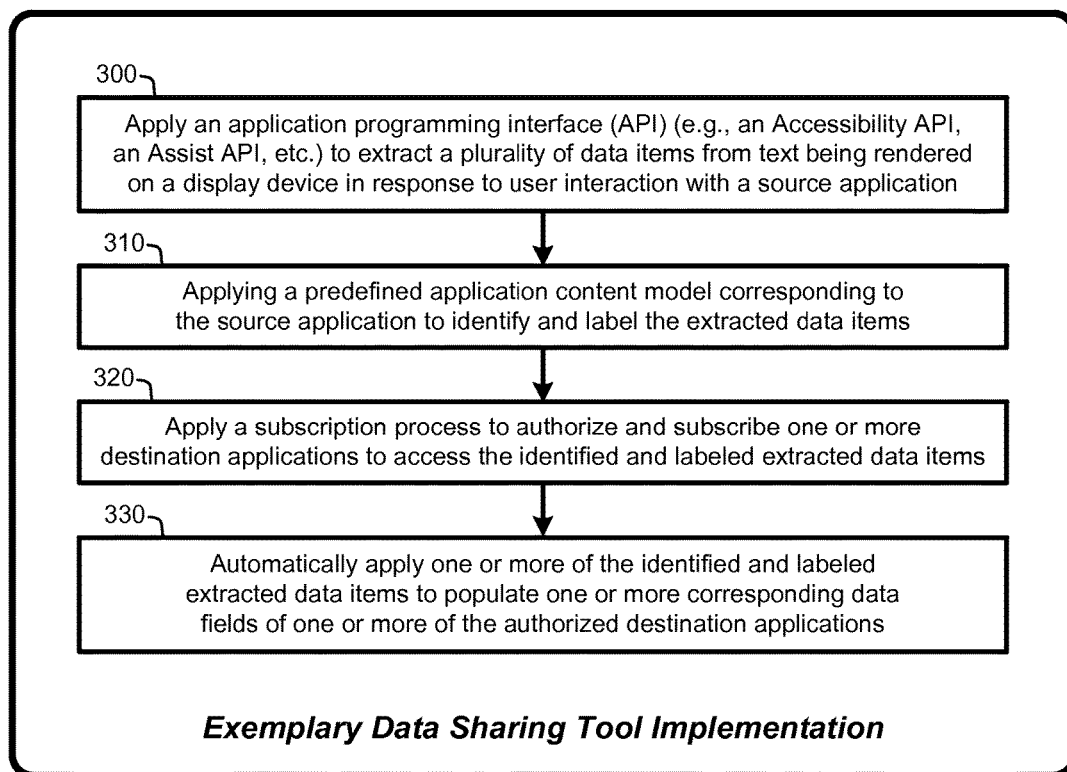 300
Apply an application programming interface (API) (e.g., an Accessibility API,
an Assist API, etc.) to extract a plurality of data items from text being rendered
on a display device in response to user interaction with a source application
310
Applying a predefined application content model corresponding to
the source application to identify and label the extracted data items
320
Apply a subscription process to authorize and subscribe one or more
destination applications to access the identified and labeled extracted data items
330
Automatically apply one or more of the identified and labeled
extracted data items to populate one or more corresponding data
fields of one or more of the authorized destination applications
Exemplary Data Sharing Tool Implementation